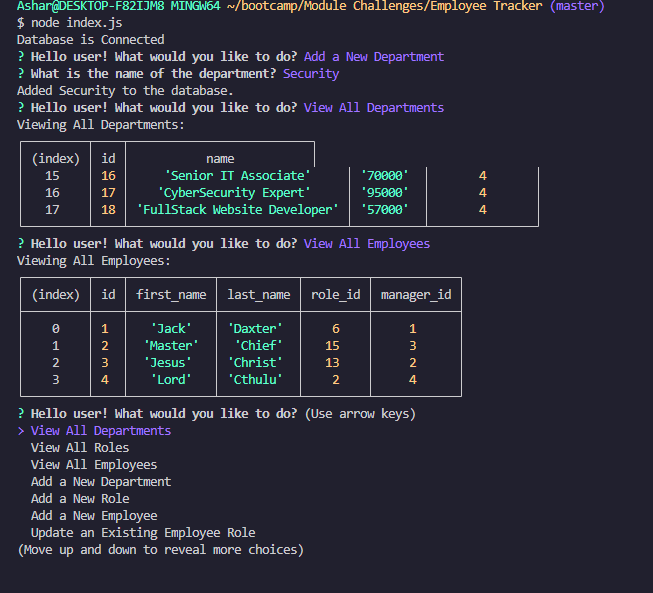 Ashar@DESKTOP-F82IJM8 MINGW64 ~/bootcamp/Module Challenges/Employee Tracker (master)
$ node index.js
Database is Connected
? Hello user! What would you like to do? Add a New Department
? What is the name of the department? Security
Added Security to the database.
? Hello user! What would you like to do? View All Departments
Viewing All Departments:
(index) id name
15 16 'Senior IT Associate' '70000' 4
16 17 'CyberSecurity Expert' '95000' 4
17 18 'FullStack Website Developer' '57000' 4
? Hello user! What would you like to do? View All Employees
Viewing All Employees:
(index) id first_name last_name role_id manager_id
0 1 'Jack' 'Daxter' 6 1
1 2 'Master' 'Chief' 15 3
2 3 'Jesus' 'Christ' 13 2
3 4 'Lord' 'Cthulu' 2 4
? Hello user! What would you like to do? (Use arrow keys)
> View All Departments
View All Roles
View All Employees
Add a New Department
Add a New Role
Add a New Employee
Update an Existing Employee Role
(Move up and down to reveal more choices)